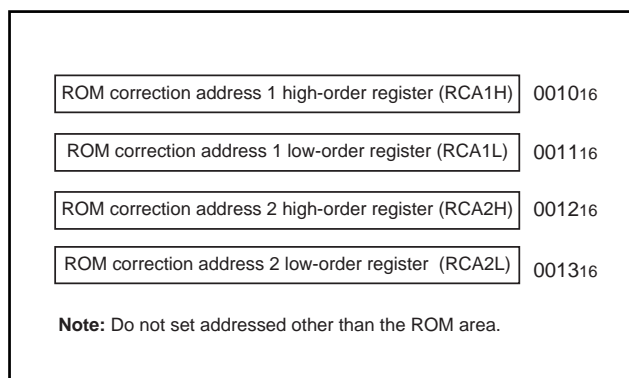 ROM correction address 1 high-order register (RCA1H) 001016
ROM correction address 1 low-order register (RCA1L) 001116
ROM correction address 2 high-order register (RCA2H) 001216
ROM correction address 2 low-order register (RCA2L) 001316
Note: Do not set addressed other than the ROM area.